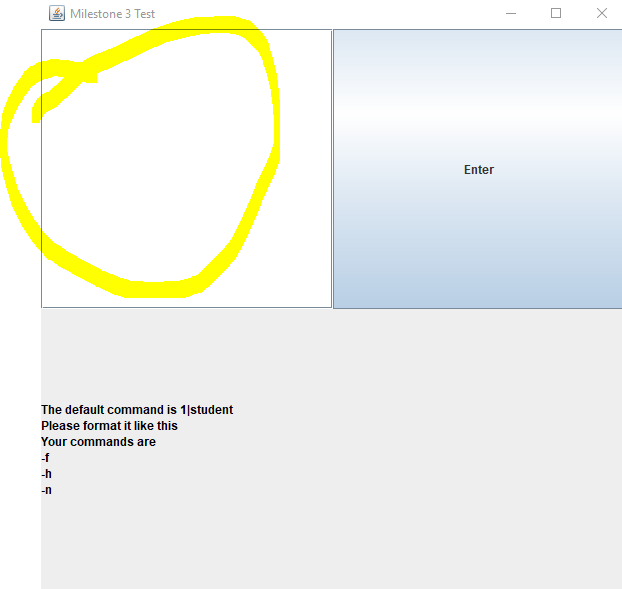 Milestone 3 Test
Enter
The default command is 1|student
Please format it like this
Your commands are
-f
-h
-n